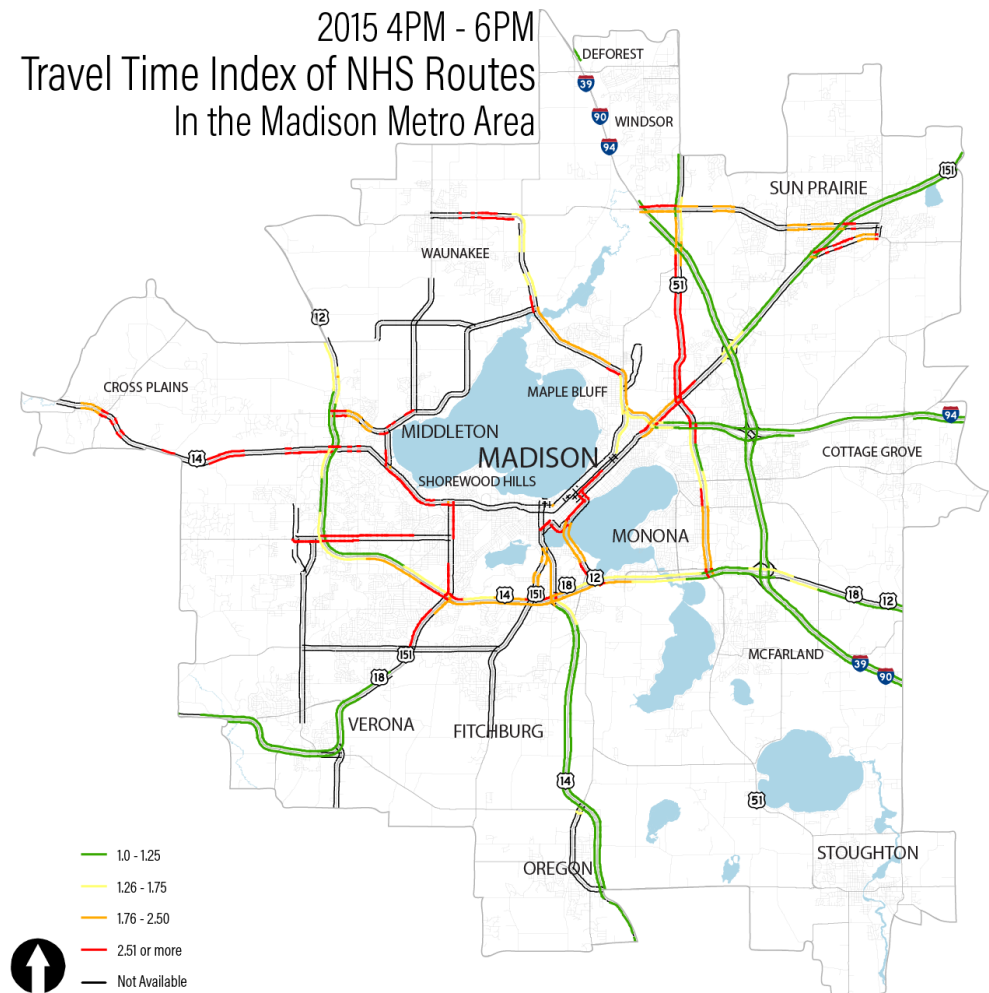 2015 4PM - 6PM
Travel Time Index of NHS Routes
In the Madison Metro Area
DEFOREST
39
90
WINDSOR
94
151
SUN PRAIRIE
WAUNAKEE
51
12
CROSS PLAINS
MAPLE BLUFF
94
MIDDLETON
COTTAGE GROVE
14
MADISON
SHOREWOOD HILLS
MONONA
14
151
18
12
18
12
151
MCFARLAND
39
90
18
VERONA
FITCHBURG
14
51
OREGON
STOUGHTON
1.0 - 1.25
1.26 - 1.75
1.76 - 2.50
2.51 or more
Not Available